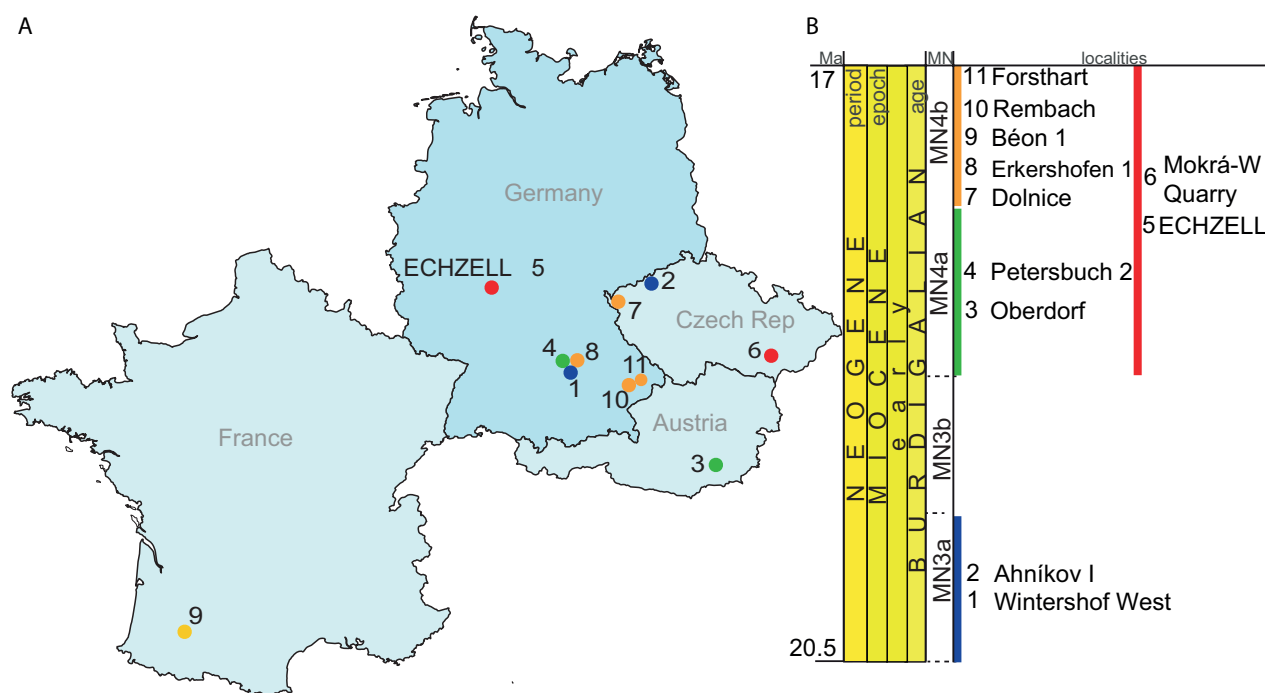 A
Germany
ECHZELL 5
2
7
Czech Rep
6
4
8
1
11
10
Austria
3
France
9
B
Ma
MN
localities
17
20.5
period
epoch
age
NEOGENE
MIOCENE
early
BURDIGALIAN
MN4b
MN4a
MN3b
MN3a
11 Forsthart
10 Rembach
9 Béon 1
8 Erkershofen 1
7 Dolnice
6 Mokrá-W
Quarry
5 ECHZELL
4 Petersbuch 2
3 Oberdorf
2 Ahníkov I
1 Wintershof West